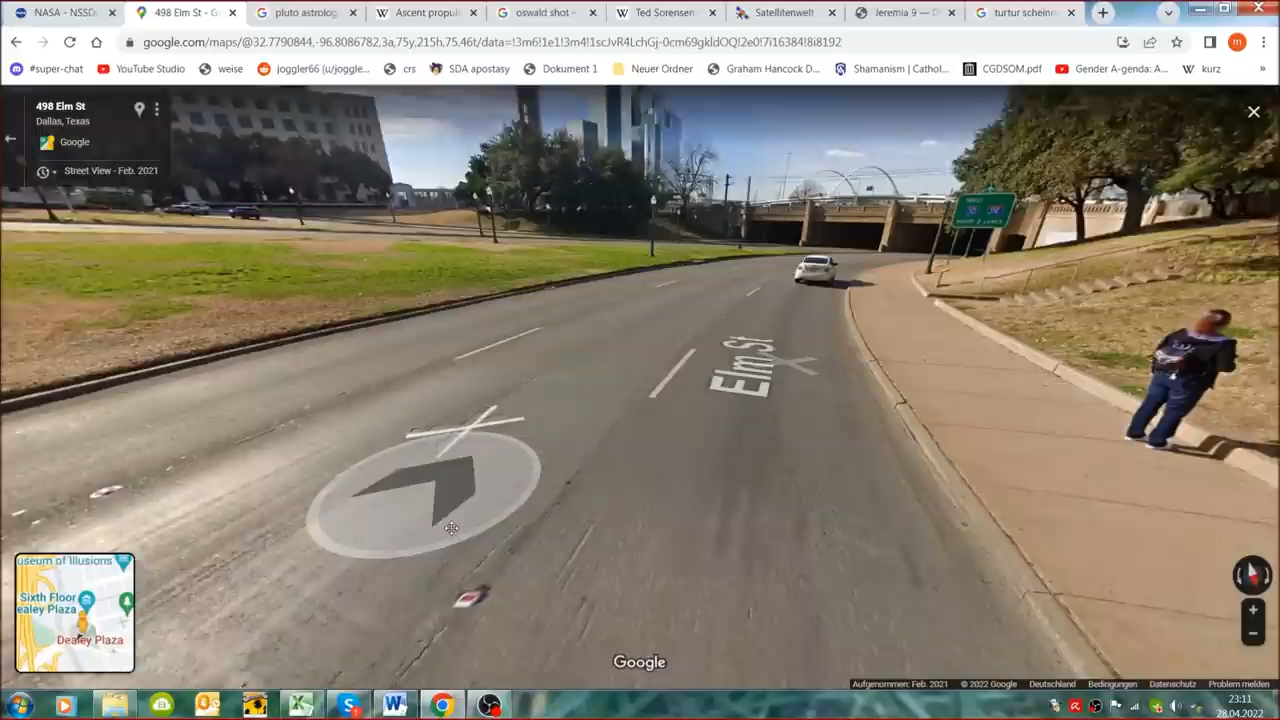 NASA - NSSDC
498 Elm St - G
pluto astrolog
Ascent propul
oswald shot -
Ted Sorensen
Satellitenwelt
Jeremia 9 —
turtur schein
google.com/maps/@32.7790844,-96.8086782,3a,75y,215h,75.46t/data=!3m6!1e1!3m4!1scJvR4LchGj-0cm69gkldOQ!2e0!7i16384!8i8192
#super-chat
YouTube Studio
weise
joggler66 (u/joggle...
crs
SDA apostasy
Dokument 1
Neuer Ordner
Graham Hancock D...
Shamanism | Cathol...
CGDSOM.pdf
Gender A-genda: A...
kurz
498 Elm St
Dallas, Texas
Google
Street View - Feb. 2021
Elm St
useum of Illusions
Sixth Floor
ealey Plaza
Dealey Plaza
Google
Aufgenommen: Feb. 2021
© 2022 Google
Deutschland
Bedingungen
Datenschutz
Problem melden
23:11
28.04.2022